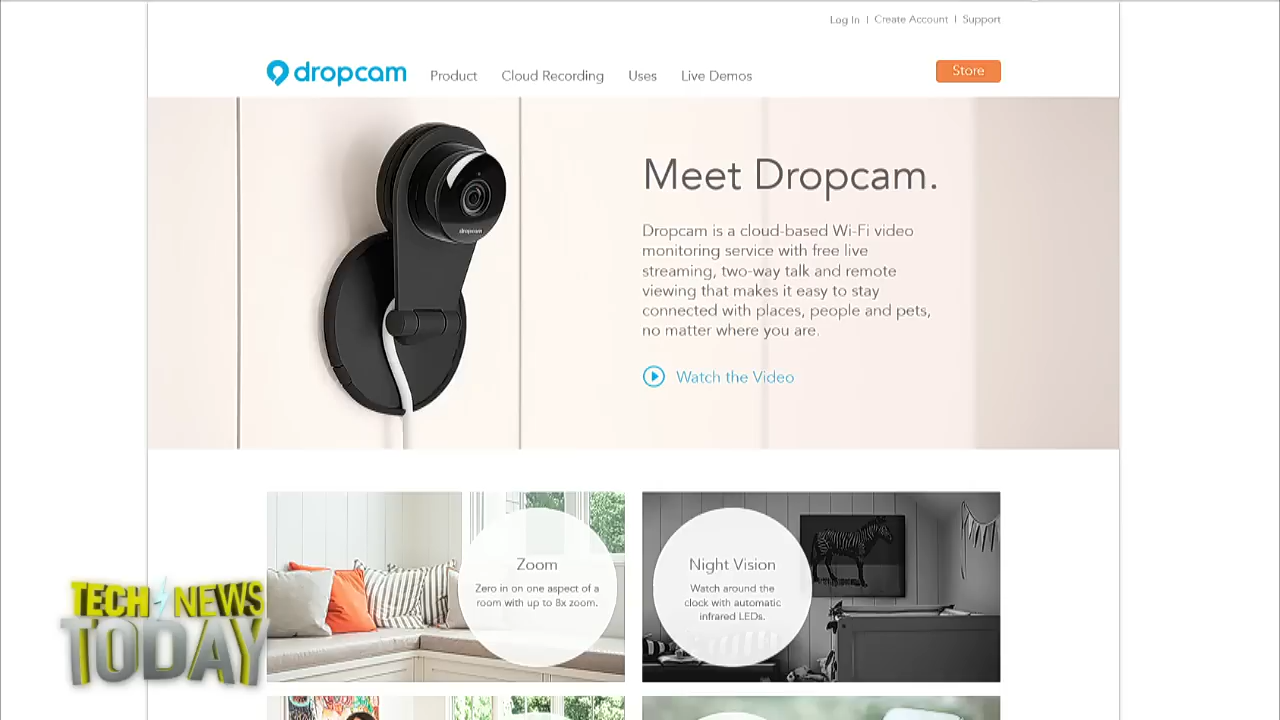 Log In | Create Account | Support
dropcam Product Cloud Recording Uses Live Demos Store
dropcam
Meet Dropcam.
Dropcam is a cloud-based Wi-Fi video
monitoring service with free live
streaming, two-way talk and remote
viewing that makes it easy to stay
connected with places, people and pets,
no matter where you are.
Watch the Video
Zoom
Zero in on one aspect of a
room with up to 8x zoom.
Night Vision
Watch around the
clock with automatic
infrared LEDs.
TECH NEWS
TODAY